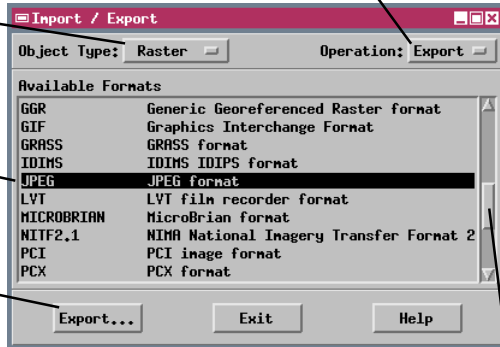 Import / Export
Object Type: Raster Operation: Export
Available Formats
GGR Generic Georeferenced Raster format
GIF Graphics Interchange Format
GRASS GRASS format
IDIMS IDIMS IDIPS format
JPEG JPEG format
LVT LVT film recorder format
MICROBRIAN MicroBrian format
NITF2.1 NIMA National Imagery Transfer Format 2
PCI PCI image format
PCX PCX format
Export... Exit Help